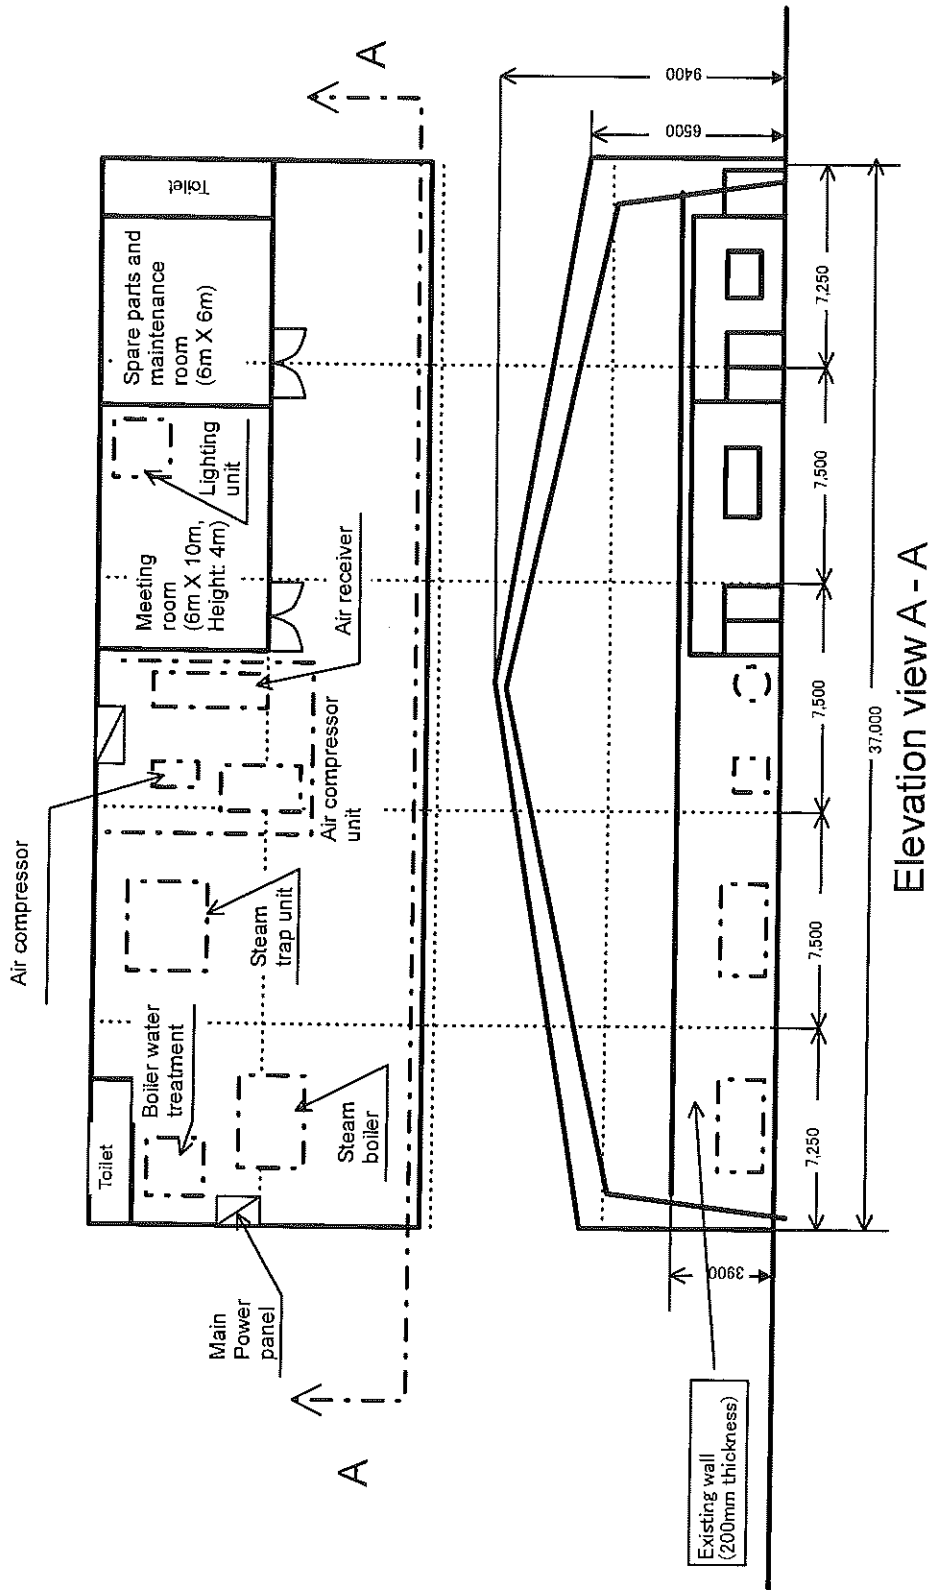 A
A
Toilet
Spare parts and
maintenance
room
(6m X 6m)
Lighting
unit
Meeting
room
(6m X 10m,
Height: 4m)
Air receiver
Air compressor
unit
Air compressor
Steam
trap unit
Boiler water
treatment
Toilet
Steam
boiler
Main
Power
panel
9400
6500
3900
Existing wall
(200mm thickness)
7,250
7,500
7,500
7,500
7,250
37,000
Elevation view A - A